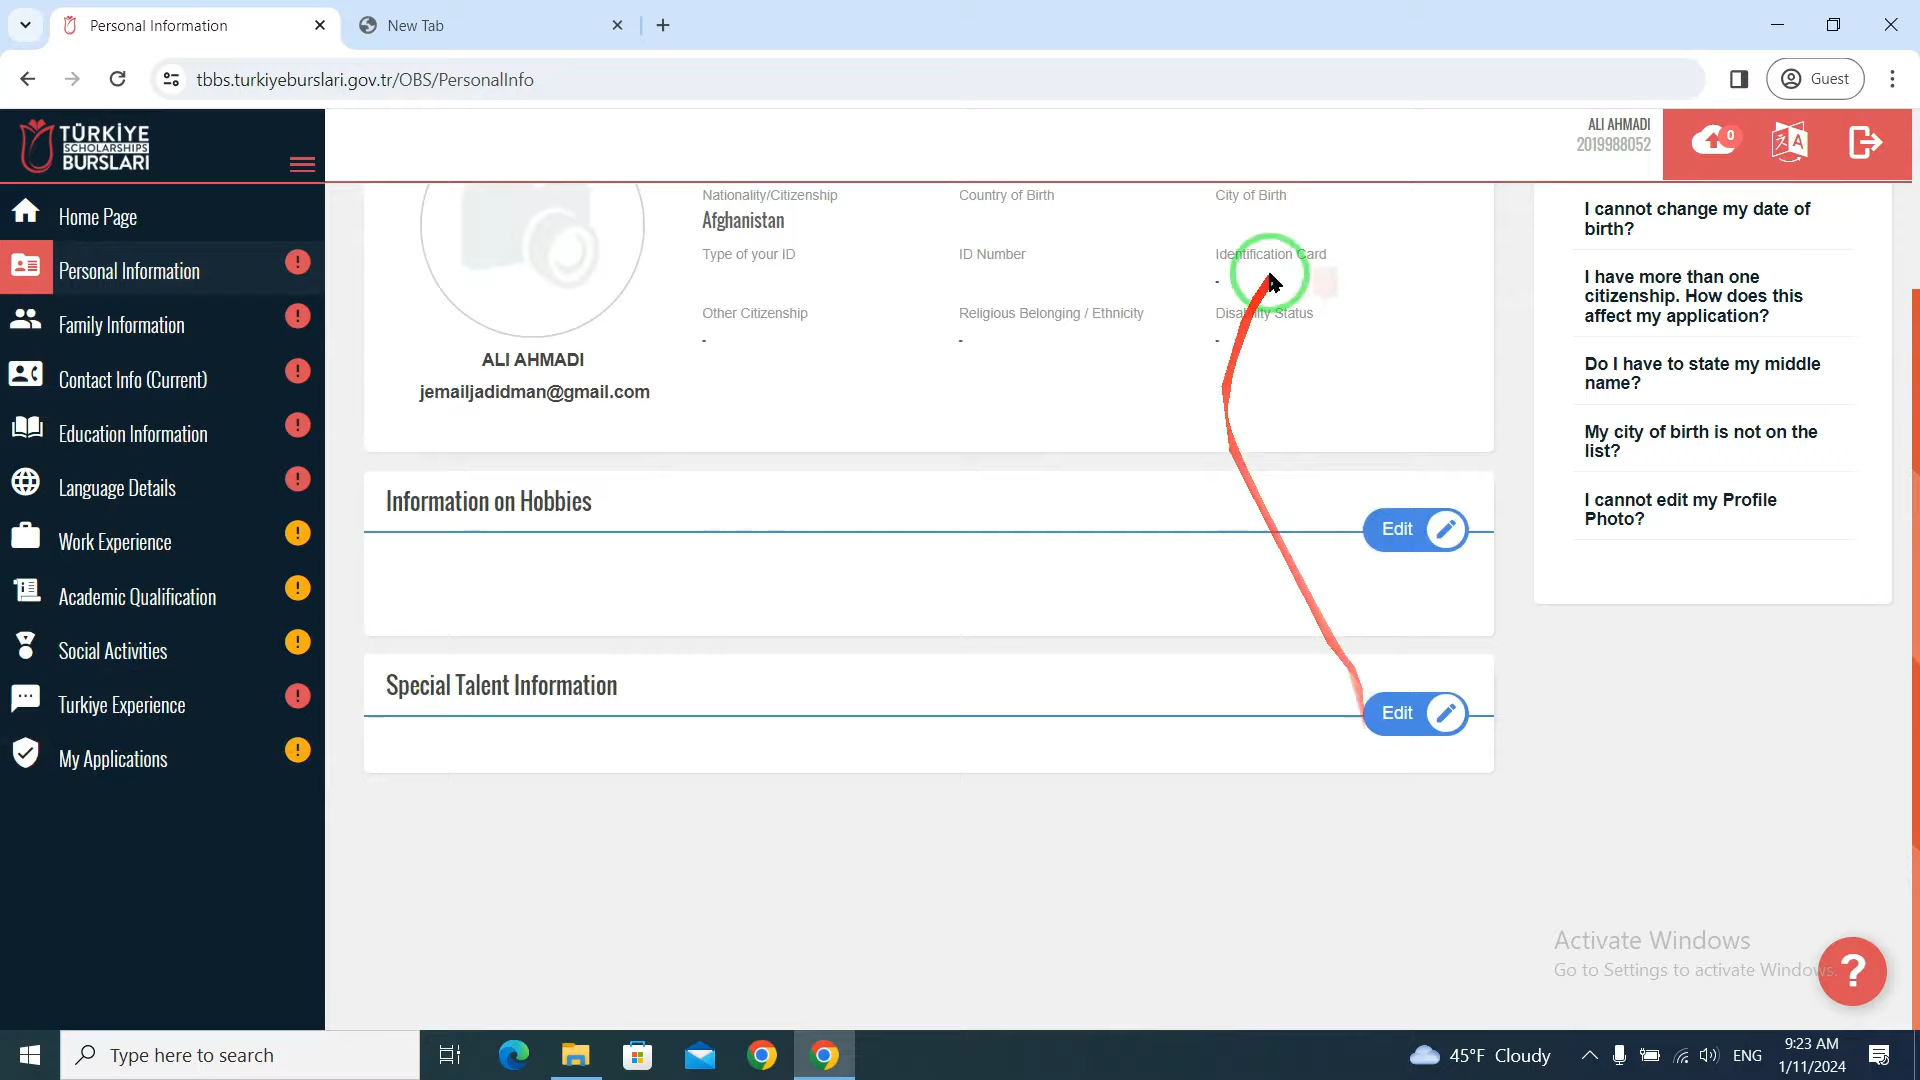 Personal Information
New Tab
tbbs.turkiyeburslari.gov.tr/OBS/PersonalInfo
Guest
TÜRKİYE
SCHOLARSHIPS
BURSLARI
ALI AHMADI
2019988052
0
Home Page
Personal Information
Family Information
Contact Info (Current)
Education Information
Language Details
Work Experience
Academic Qualification
Social Activities
Turkiye Experience
My Applications
Nationality/Citizenship
Country of Birth
City of Birth
Afghanistan
Type of your ID
ID Number
Identification Card
-
Other Citizenship
Religious Belonging / Ethnicity
Disability Status
-
-
-
ALI AHMADI
jemailjadidman@gmail.com
Information on Hobbies
Edit
Special Talent Information
Edit
I cannot change my date of
birth?
I have more than one
citizenship. How does this
affect my application?
Do I have to state my middle
name?
My city of birth is not on the
list?
I cannot edit my Profile
Photo?
Activate Windows
Go to Settings to activate Windows.
?
Type here to search
45°F Cloudy
ENG
9:23 AM
1/11/2024